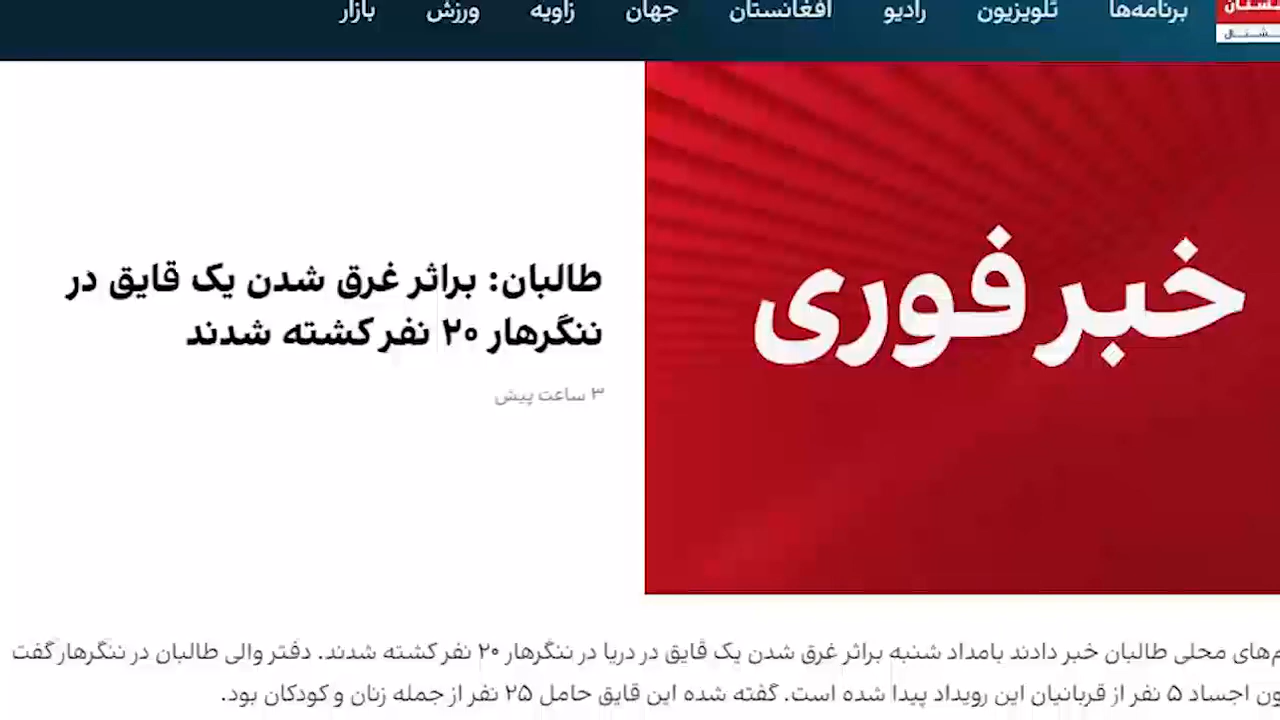 برنامه‌ها تلویزیون رادیو افغانستان جهان زاویه ورزش بازار
خبر فوری
طالبان: براثر غرق شدن یک قایق در
ننگرهار ۲۰ نفر کشته شدند
۳ ساعت پیش
محلی طالبان خبر دادند بامداد شنبه براثر غرق شدن یک قایق در دریا در ننگرهار ۲۰ نفر کشته شدند. دفتر والی طالبان در ننگرهار گفت
اجساد ۵ نفر از قربانیان این رویداد پیدا شده است. گفته شده این قایق حامل ۲۵ نفر از جمله زنان و کودکان بود.